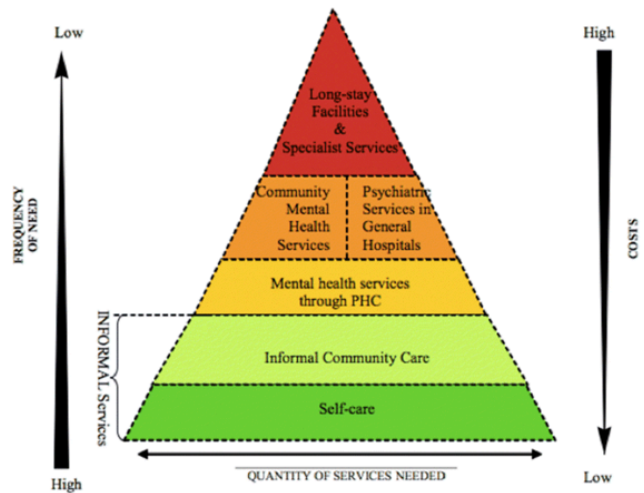 Low
High
Long-stay
Facilities
&
Specialist Services
Community
Mental
Health
Services
Psychiatric
Services in
General
Hospitals
FREQUENCY
OF NEED
COSTS
Mental health services
through PHC
INFORMAL Services
Informal Community Care
Self-care
QUANTITY OF SERVICES NEEDED
High
Low